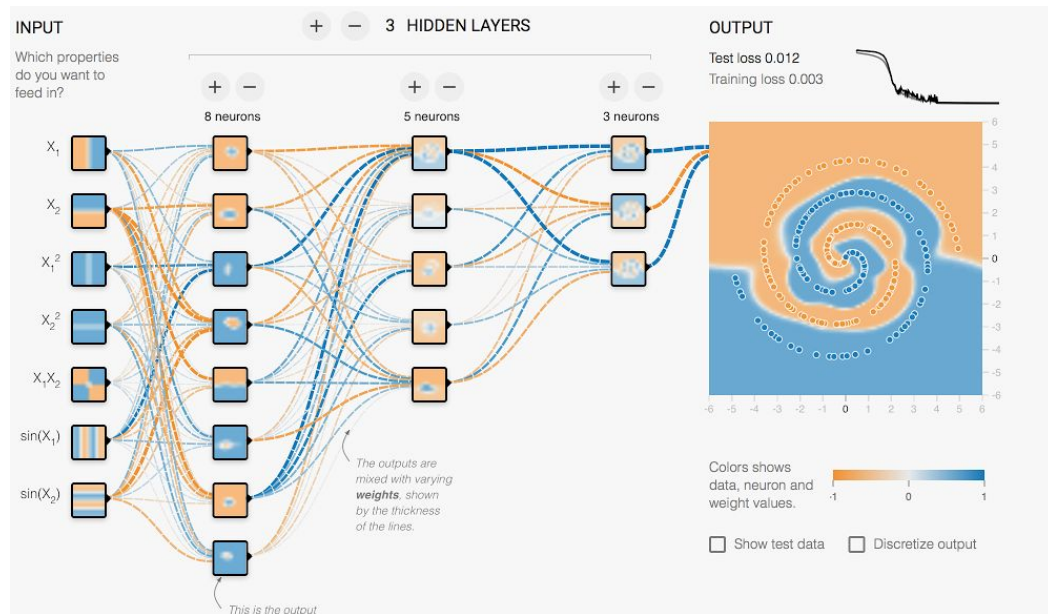 INPUT
Which properties
do you want to
feed in?
+ − 3 HIDDEN LAYERS
+ −
8 neurons
+ −
5 neurons
+ −
3 neurons
X₁
X₂
X₁²
X₂²
X₁X₂
sin(X₁)
sin(X₂)
The outputs are
mixed with varying
weights, shown
by the thickness
of the lines.
This is the output
OUTPUT
Test loss 0.012
Training loss 0.003
6
5
4
3
2
1
0
-1
-2
-3
-4
-5
-6
-6 -5 -4 -3 -2 -1 0 1 2 3 4 5 6
Colors shows
data, neuron and
weight values.
-1 0 1
Show test data Discretize output